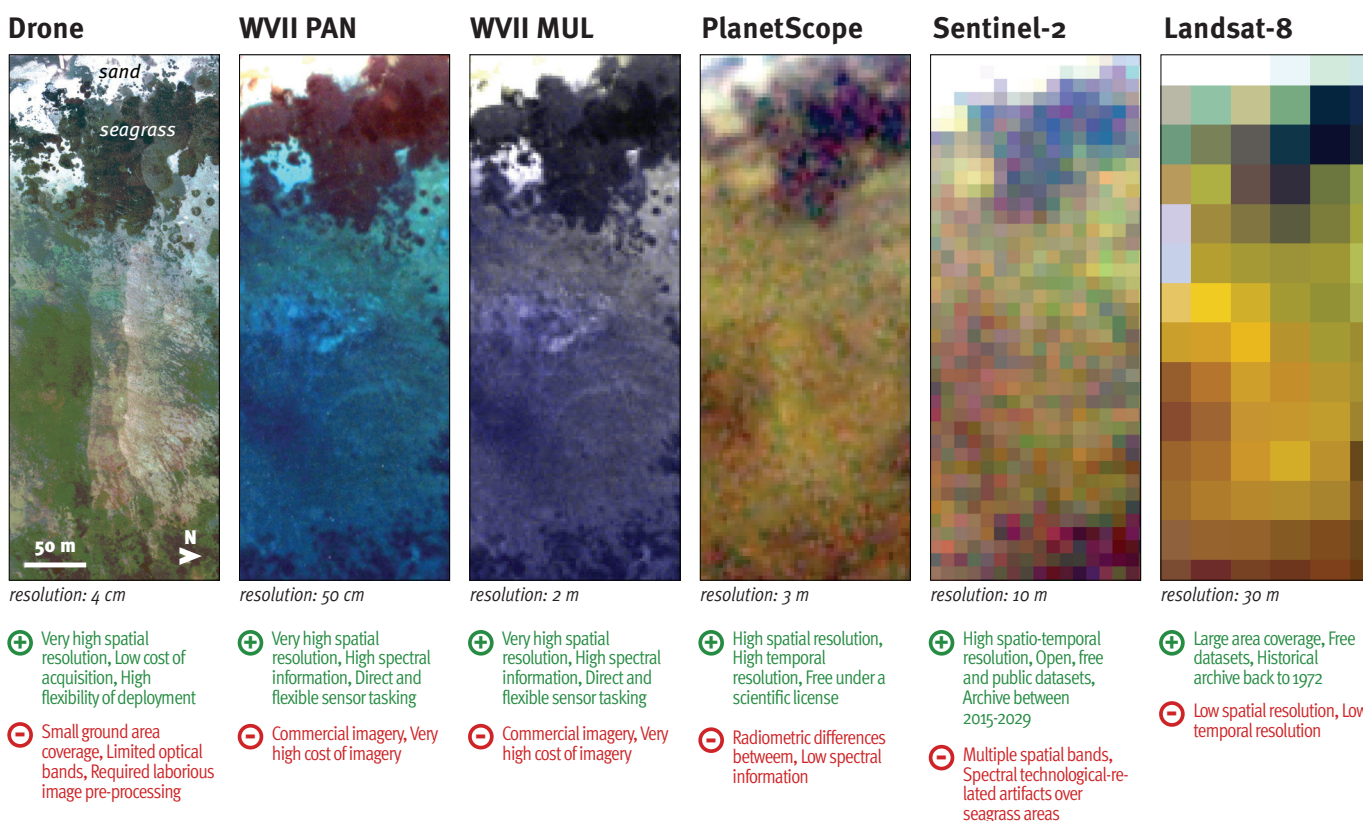 Drone
sand
seagrass
50 m
N
resolution: 4 cm
Very high spatial
resolution, Low cost of
acquisition, High
flexibility of deployment
Small ground area
coverage, Limited optical
bands, Required laborious
image pre-processing
WVII PAN
resolution: 50 cm
Very high spatial
resolution, High spectral
information, Direct and
flexible sensor tasking
Commercial imagery, Very
high cost of imagery
WVII MUL
resolution: 2 m
Very high spatial
resolution, High spectral
information, Direct and
flexible sensor tasking
Commercial imagery, Very
high cost of imagery
PlanetScope
resolution: 3 m
High spatial resolution,
High temporal
resolution, Free under a
scientific license
Radiometric differences
betweem, Low spectral
information
Sentinel-2
resolution: 10 m
High spatio-temporal
resolution, Open, free
and public datasets,
Archive between
2015-2029
Multiple spatial bands,
Spectral technological-re-
lated artifacts over
seagrass areas
Landsat-8
resolution: 30 m
Large area coverage, Free
datasets, Historical
archive back to 1972
Low spatial resolution, Low
temporal resolution